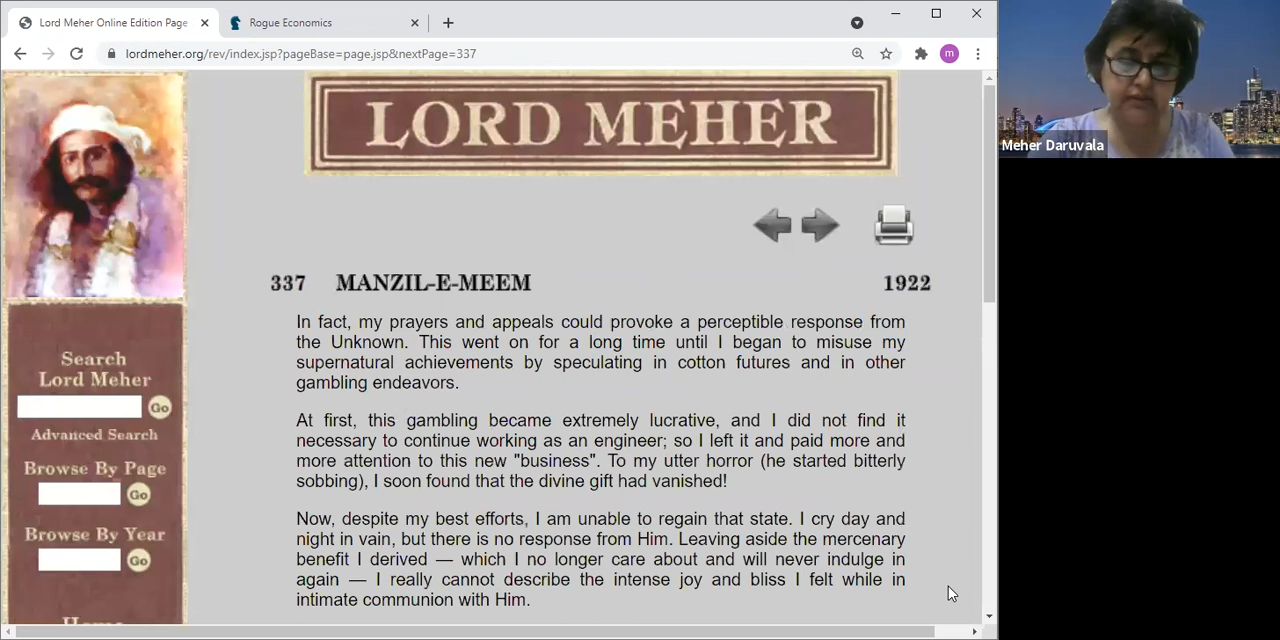 Lord Meher Online Edition Page
Rogue Economics
lordmeher.org/rev/index.jsp?pageBase=page.jsp&nextPage=337
m
LORD MEHER
Meher Daruvala
337 MANZIL-E-MEEM 1922
In fact, my prayers and appeals could provoke a perceptible response from
the Unknown. This went on for a long time until I began to misuse my
supernatural achievements by speculating in cotton futures and in other
gambling endeavors.
At first, this gambling became extremely lucrative, and I did not find it
necessary to continue working as an engineer; so I left it and paid more and
more attention to this new "business". To my utter horror (he started bitterly
sobbing), I soon found that the divine gift had vanished!
Now, despite my best efforts, I am unable to regain that state. I cry day and
night in vain, but there is no response from Him. Leaving aside the mercenary
benefit I derived — which I no longer care about and will never indulge in
again — I really cannot describe the intense joy and bliss I felt while in
intimate communion with Him.
Search
Lord Meher
Go
Advanced Search
Browse By Page
Go
Browse By Year
Go
Home